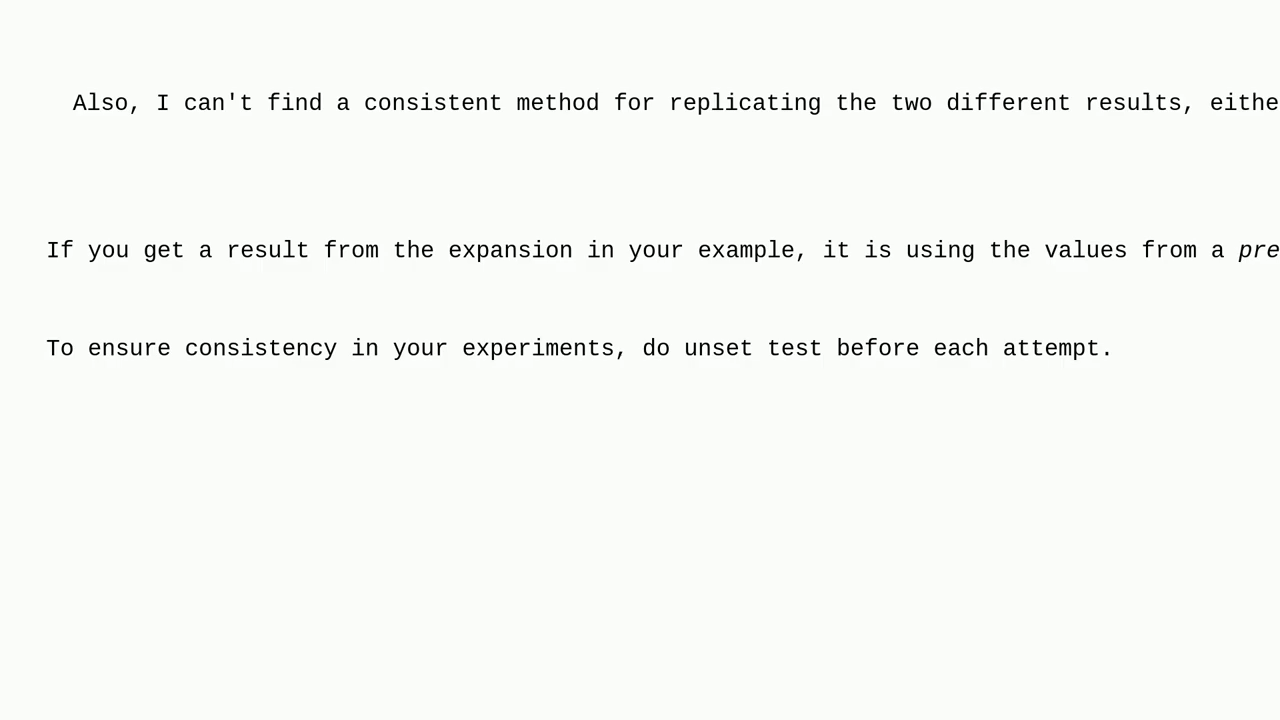 Also, I can't find a consistent method for replicating the two different results,
If you get a result from the expansion in your example, it is using the values from a
To ensure consistency in your experiments, do unset test before each attempt.